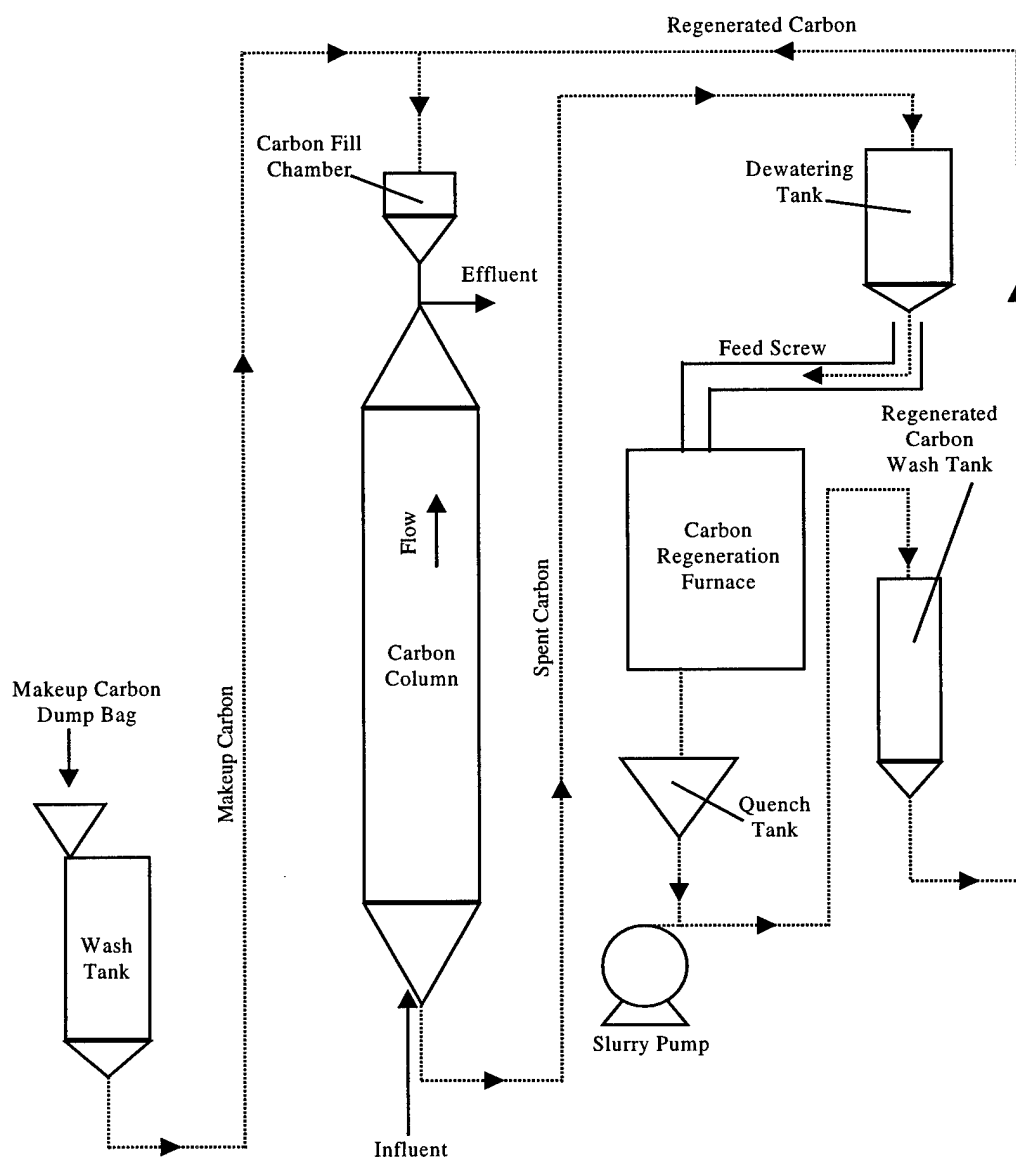 Regenerated Carbon
Carbon Fill
Chamber
Dewatering
Tank
Effluent
Feed Screw
Regenerated
Carbon
Wash Tank
Flow
Carbon
Regeneration
Furnace
Carbon
Column
Spent Carbon
Makeup Carbon
Dump Bag
Makeup Carbon
Quench
Tank
Wash
Tank
Slurry Pump
Influent